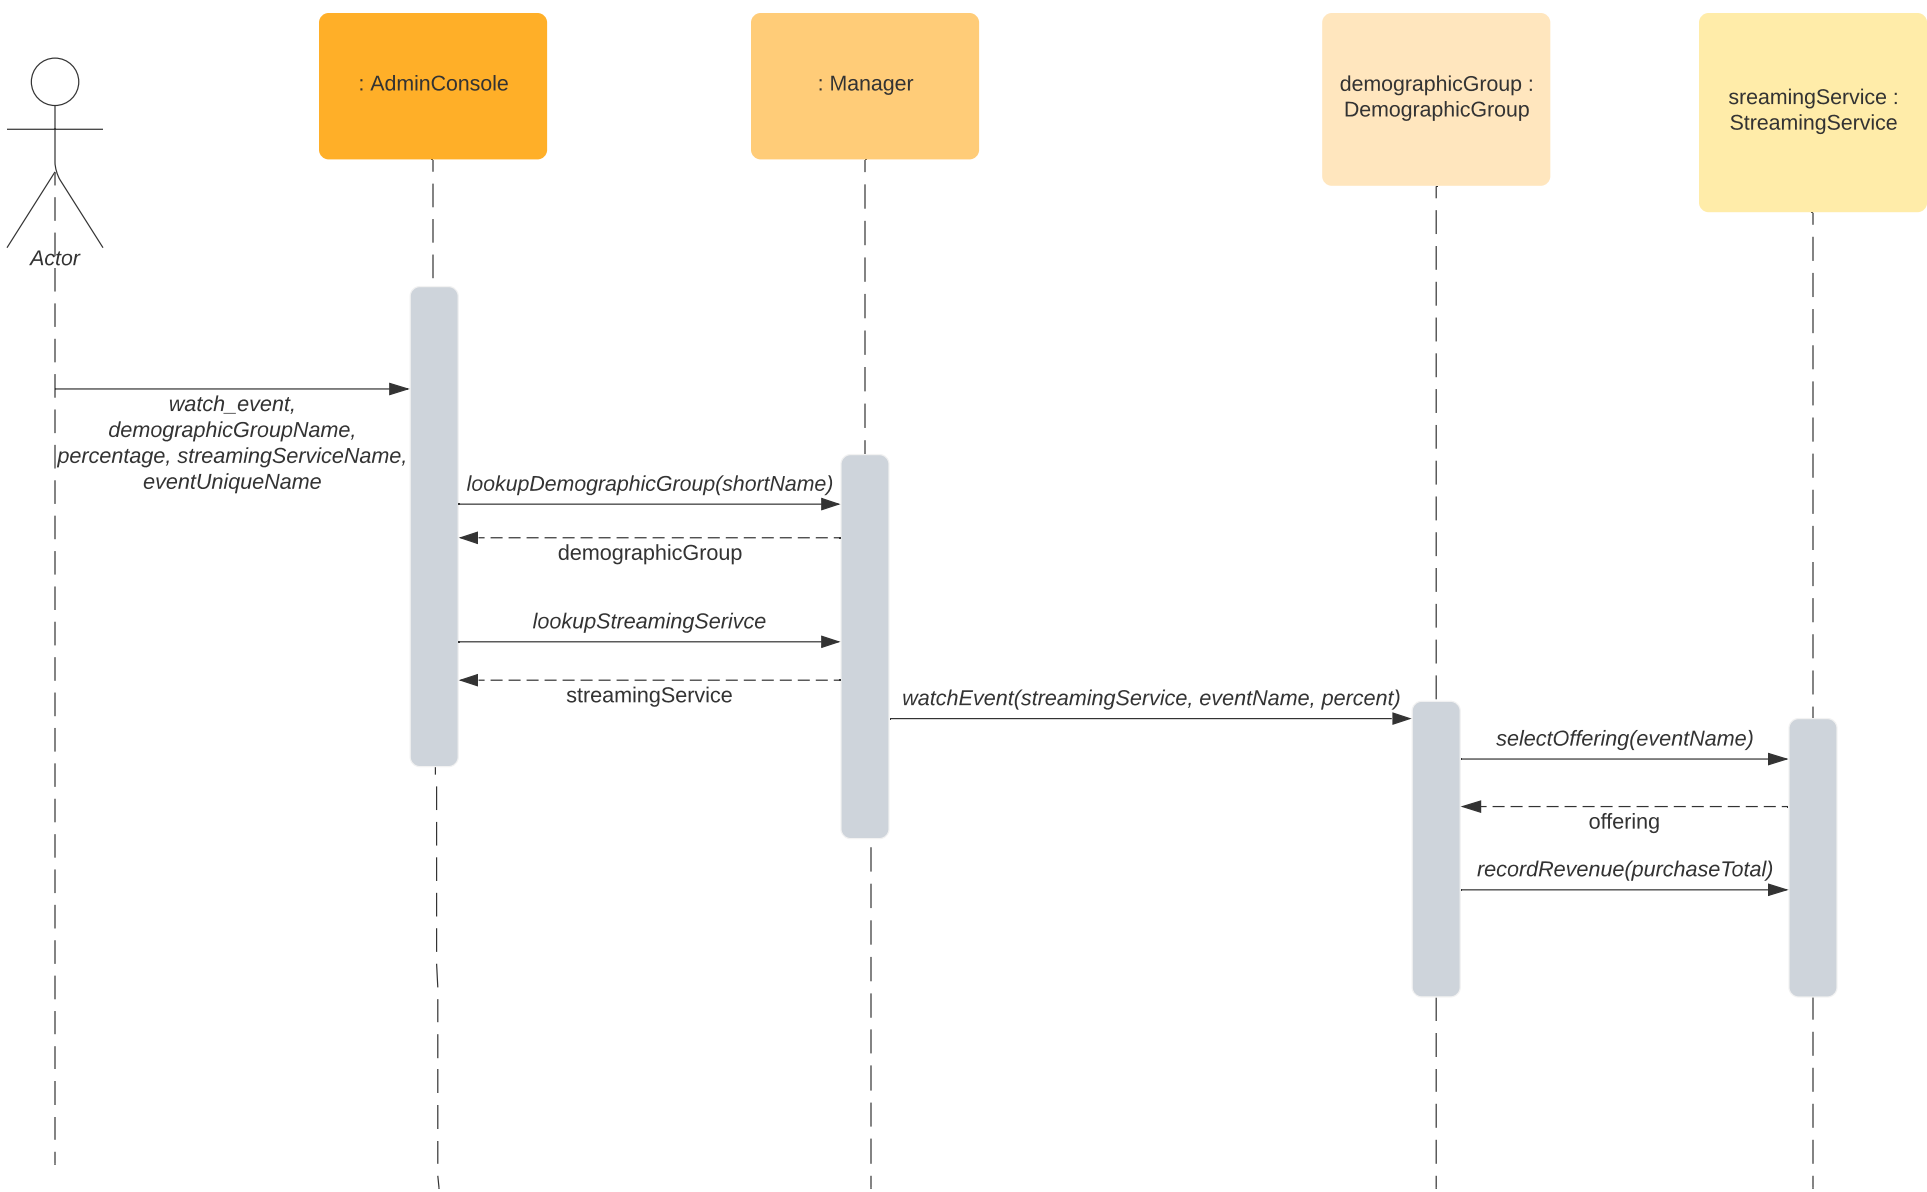 : AdminConsole
: Manager
demographicGroup :
DemographicGroup
sreamingService :
StreamingService
Actor
watch_event,
demographicGroupName,
percentage, streamingServiceName,
eventUniqueName
lookupDemographicGroup(shortName)
demographicGroup
lookupStreamingSerivce
streamingService
watchEvent(streamingService, eventName, percent)
selectOffering(eventName)
offering
recordRevenue(purchaseTotal)